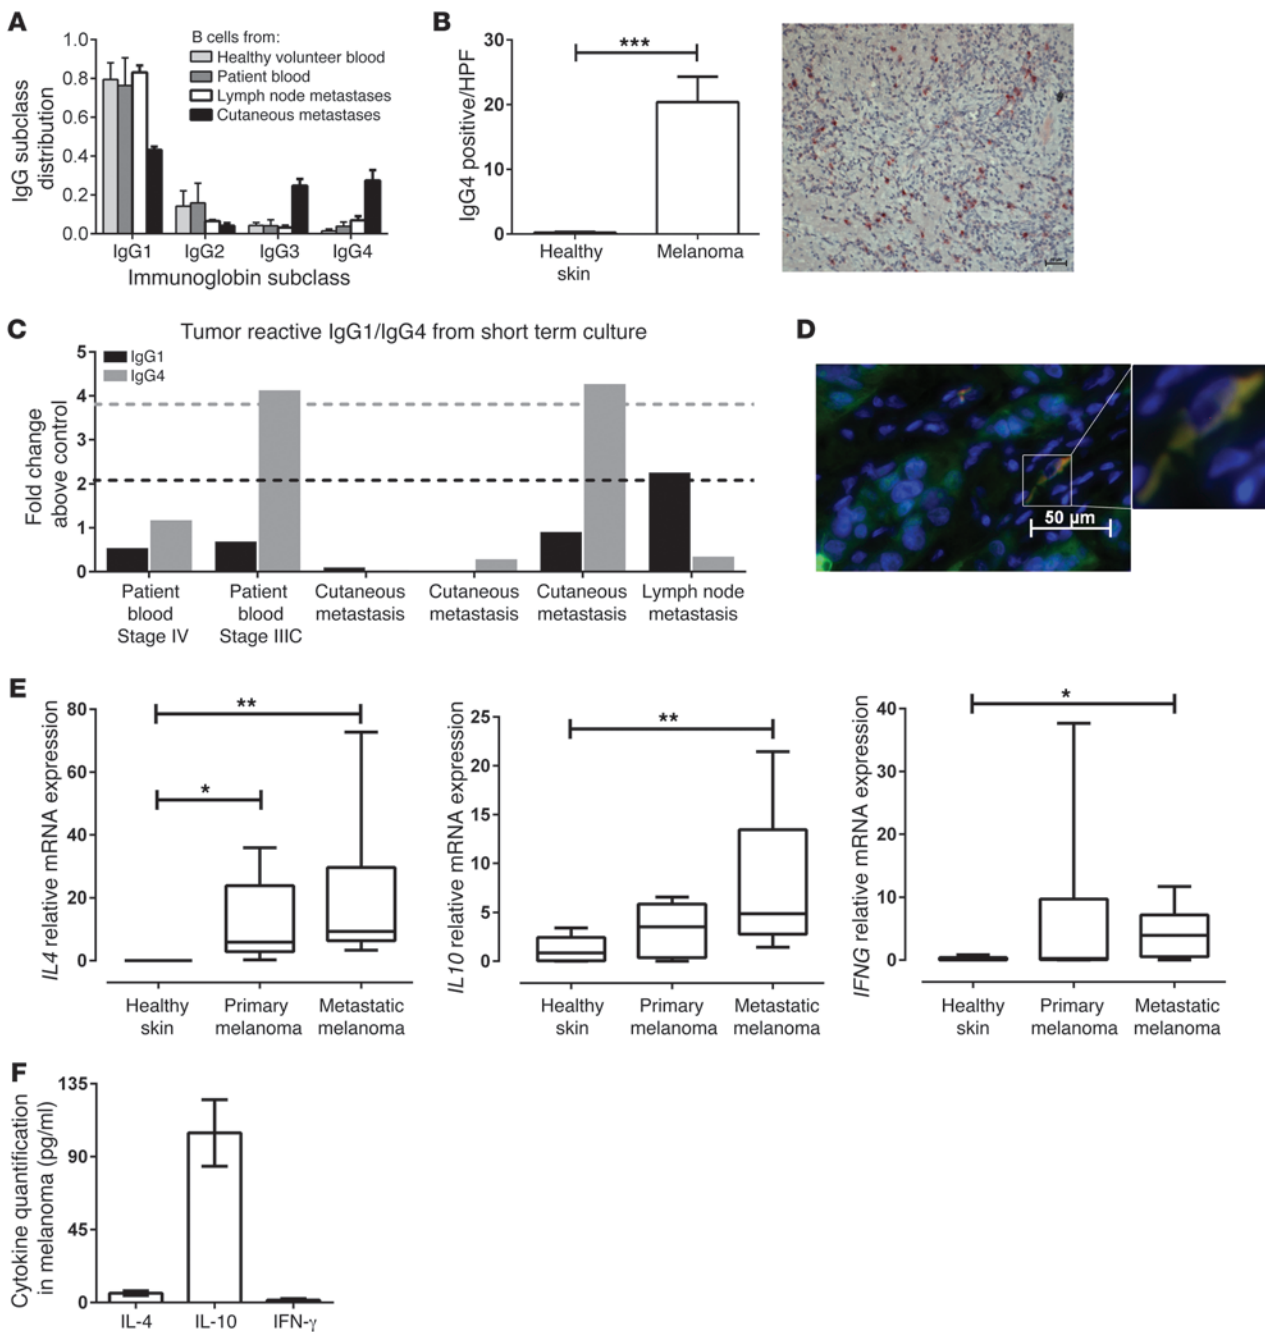 A
1.0
0.8
0.6
0.4
0.2
0.0
IgG subclass
distribution
B cells from:
Healthy volunteer blood
Patient blood
Lymph node metastases
Cutaneous metastases
IgG1
IgG2
IgG3
IgG4
Immunoglobin subclass
B
30
20
10
0
IgG4 positive/HPF
***
Healthy
skin
Melanoma
C
Tumor reactive IgG1/IgG4 from short term culture
IgG1
IgG4
5
4
3
2
1
0
Fold change
above control
Patient
blood
Stage IV
Patient
blood
Stage IIIC
Cutaneous
metastasis
Cutaneous
metastasis
Cutaneous
metastasis
Lymph node
metastasis
D
50 µm
E
80
60
40
20
0
IL4 relative mRNA expression
**
*
Healthy
skin
Primary
melanoma
Metastatic
melanoma
25
20
15
10
5
0
IL10 relative mRNA expression
**
Healthy
skin
Primary
melanoma
Metastatic
melanoma
40
30
20
10
0
IFNG relative mRNA expression
*
Healthy
skin
Primary
melanoma
Metastatic
melanoma
F
135
90
45
0
Cytokine quantification
in melanoma (pg/ml)
IL-4
IL-10
IFN-γ